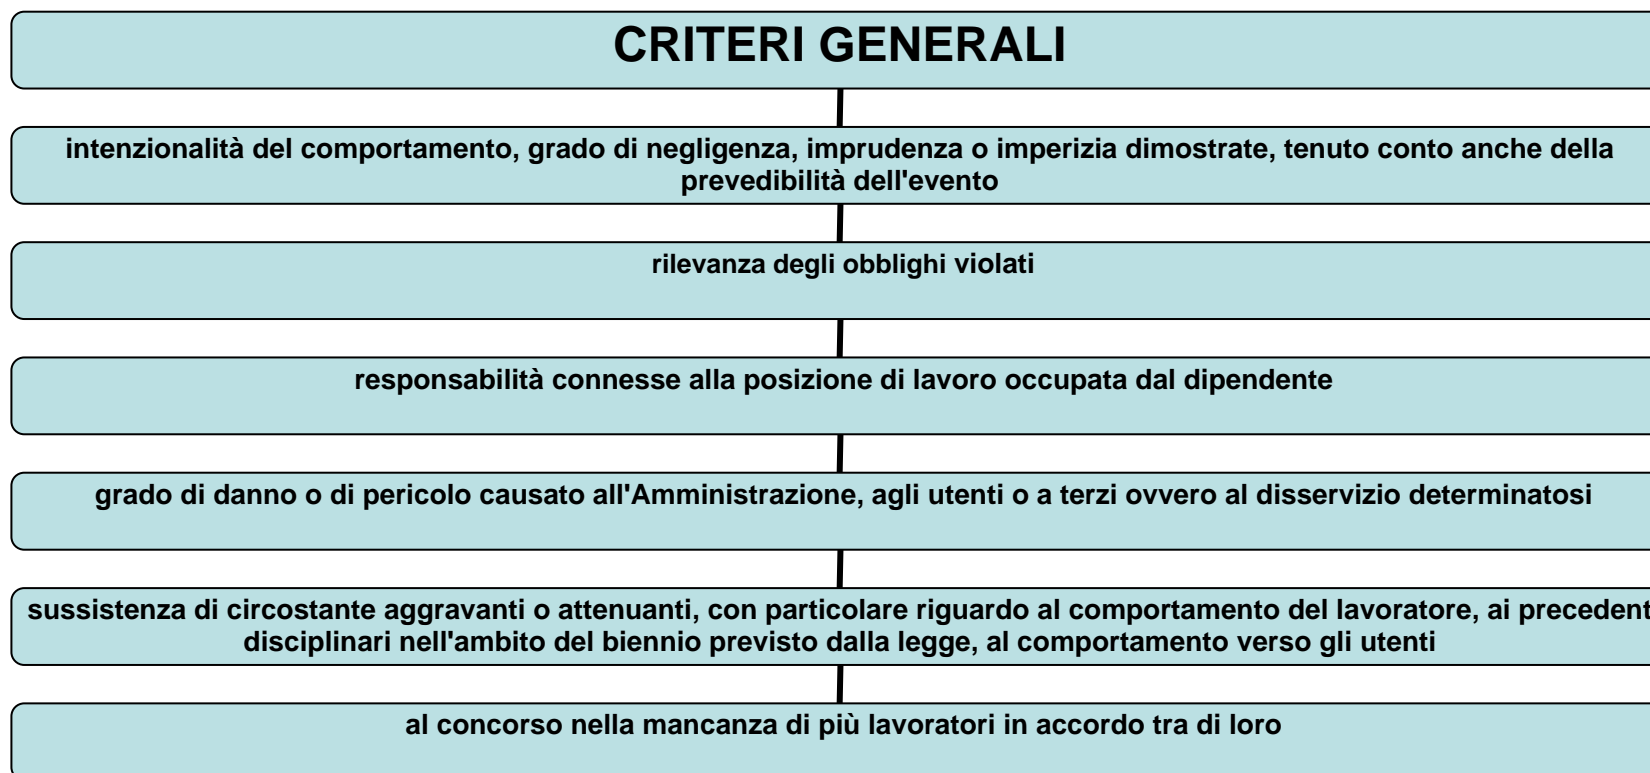 CRITERI GENERALI
intenzionalità del comportamento, grado di negligenza, imprudenza o imperizia dimostrate, tenuto conto anche della
prevedibilità dell'evento
rilevanza degli obblighi violati
responsabilità connesse alla posizione di lavoro occupata dal dipendente
grado di danno o di pericolo causato all'Amministrazione, agli utenti o a terzi ovvero al disservizio determinatosi
sussistenza di circostante aggravanti o attenuanti, con particolare riguardo al comportamento del lavoratore, ai precedent
disciplinari nell'ambito del biennio previsto dalla legge, al comportamento verso gli utenti
al concorso nella mancanza di più lavoratori in accordo tra di loro